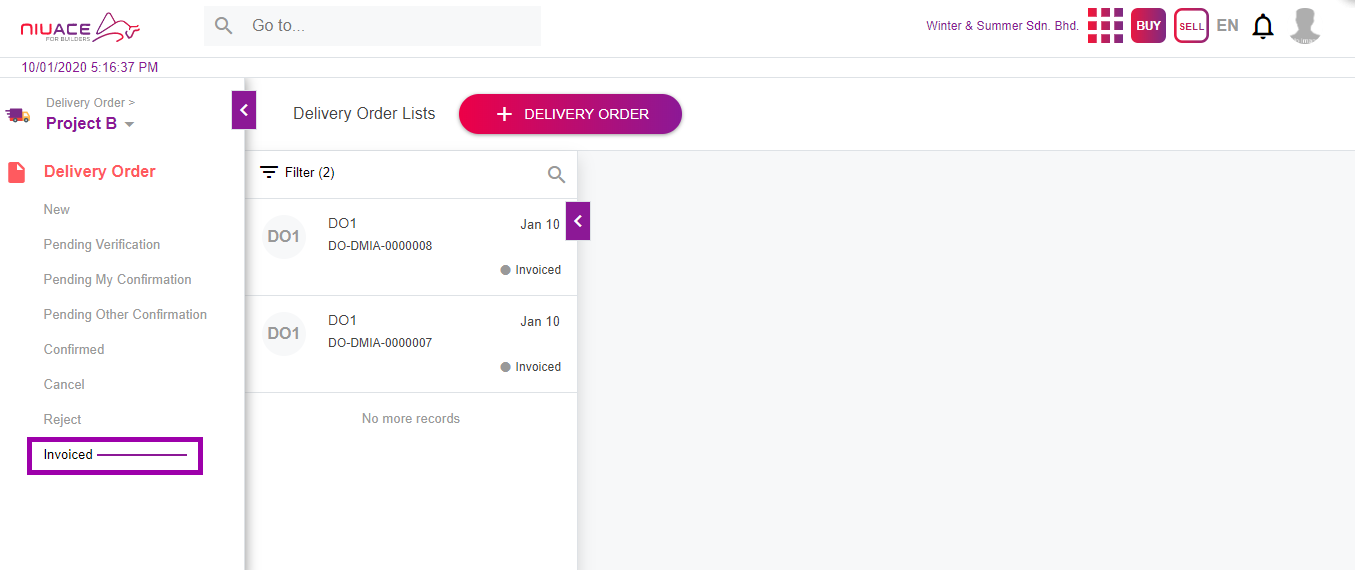 NIUACE
FOR BUILDERS
Go to...
Winter & Summer Sdn. Bhd.
BUY
SELL
EN
10/01/2020 5:16:37 PM
Delivery Order >
Project B
Delivery Order
New
Pending Verification
Pending My Confirmation
Pending Other Confirmation
Confirmed
Cancel
Reject
Invoiced
Delivery Order Lists
+ DELIVERY ORDER
Filter (2)
DO1
DO1
Jan 10
DO-DMIA-0000008
Invoiced
DO1
DO1
Jan 10
DO-DMIA-0000007
Invoiced
No more records